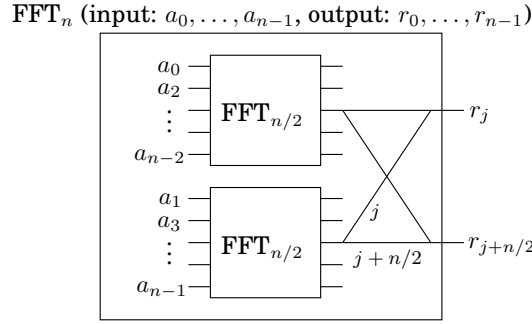 FFTₙ (input: a₀, . . . , aₙ₋₁, output: r₀, . . . , rₙ₋₁)
a₀
a₂
⋮
aₙ₋₂
FFTₙ/₂
rⱼ
a₁
a₃
⋮
aₙ₋₁
FFTₙ/₂
j
j + n/2
rⱼ₊ₙ/₂